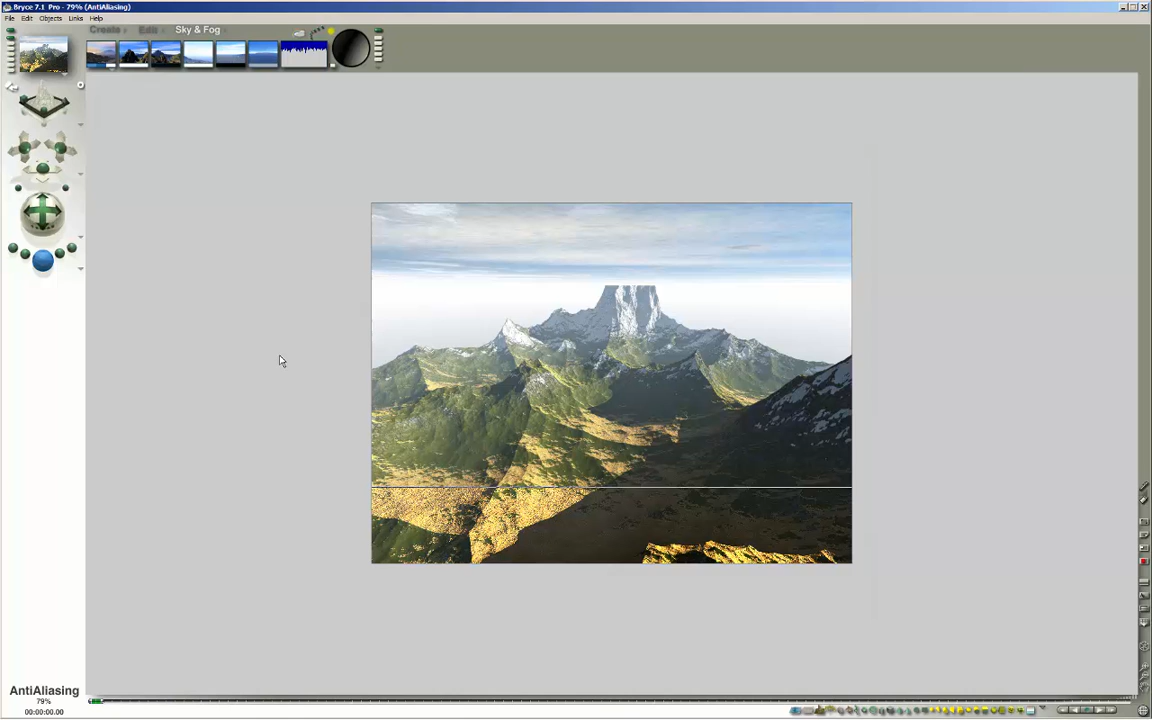 Bryce 7.1 Pro - 79% (AntiAliasing)
File Edit Objects Links Help
Create Edit Sky & Fog
AntiAliasing
79%
00:00:00.00